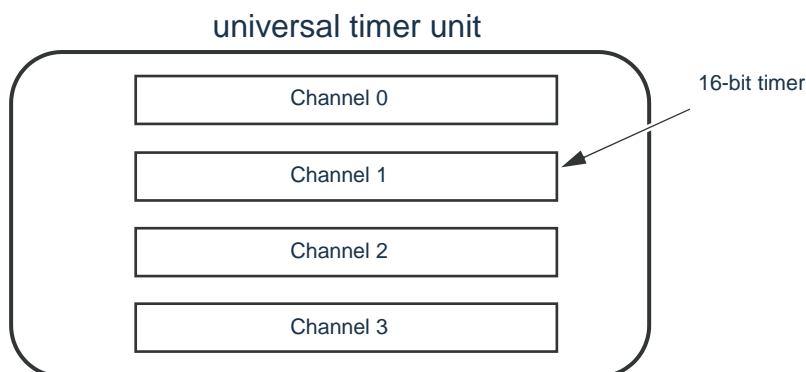 universal timer unit
16-bit timer
Channel 0
Channel 1
Channel 2
Channel 3